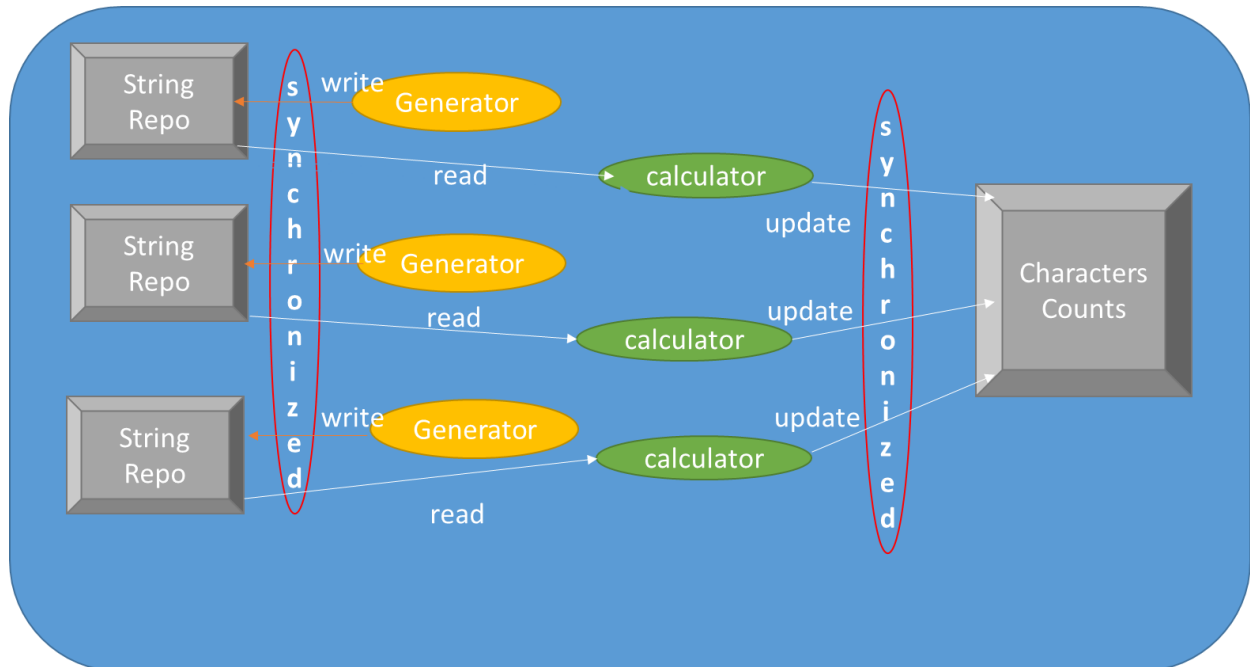 String
Repo
synchronized
write
Generator
read
calculator
update
synchronized
String
Repo
write
Generator
read
calculator
update
Characters
Counts
String
Repo
write
Generator
read
calculator
update